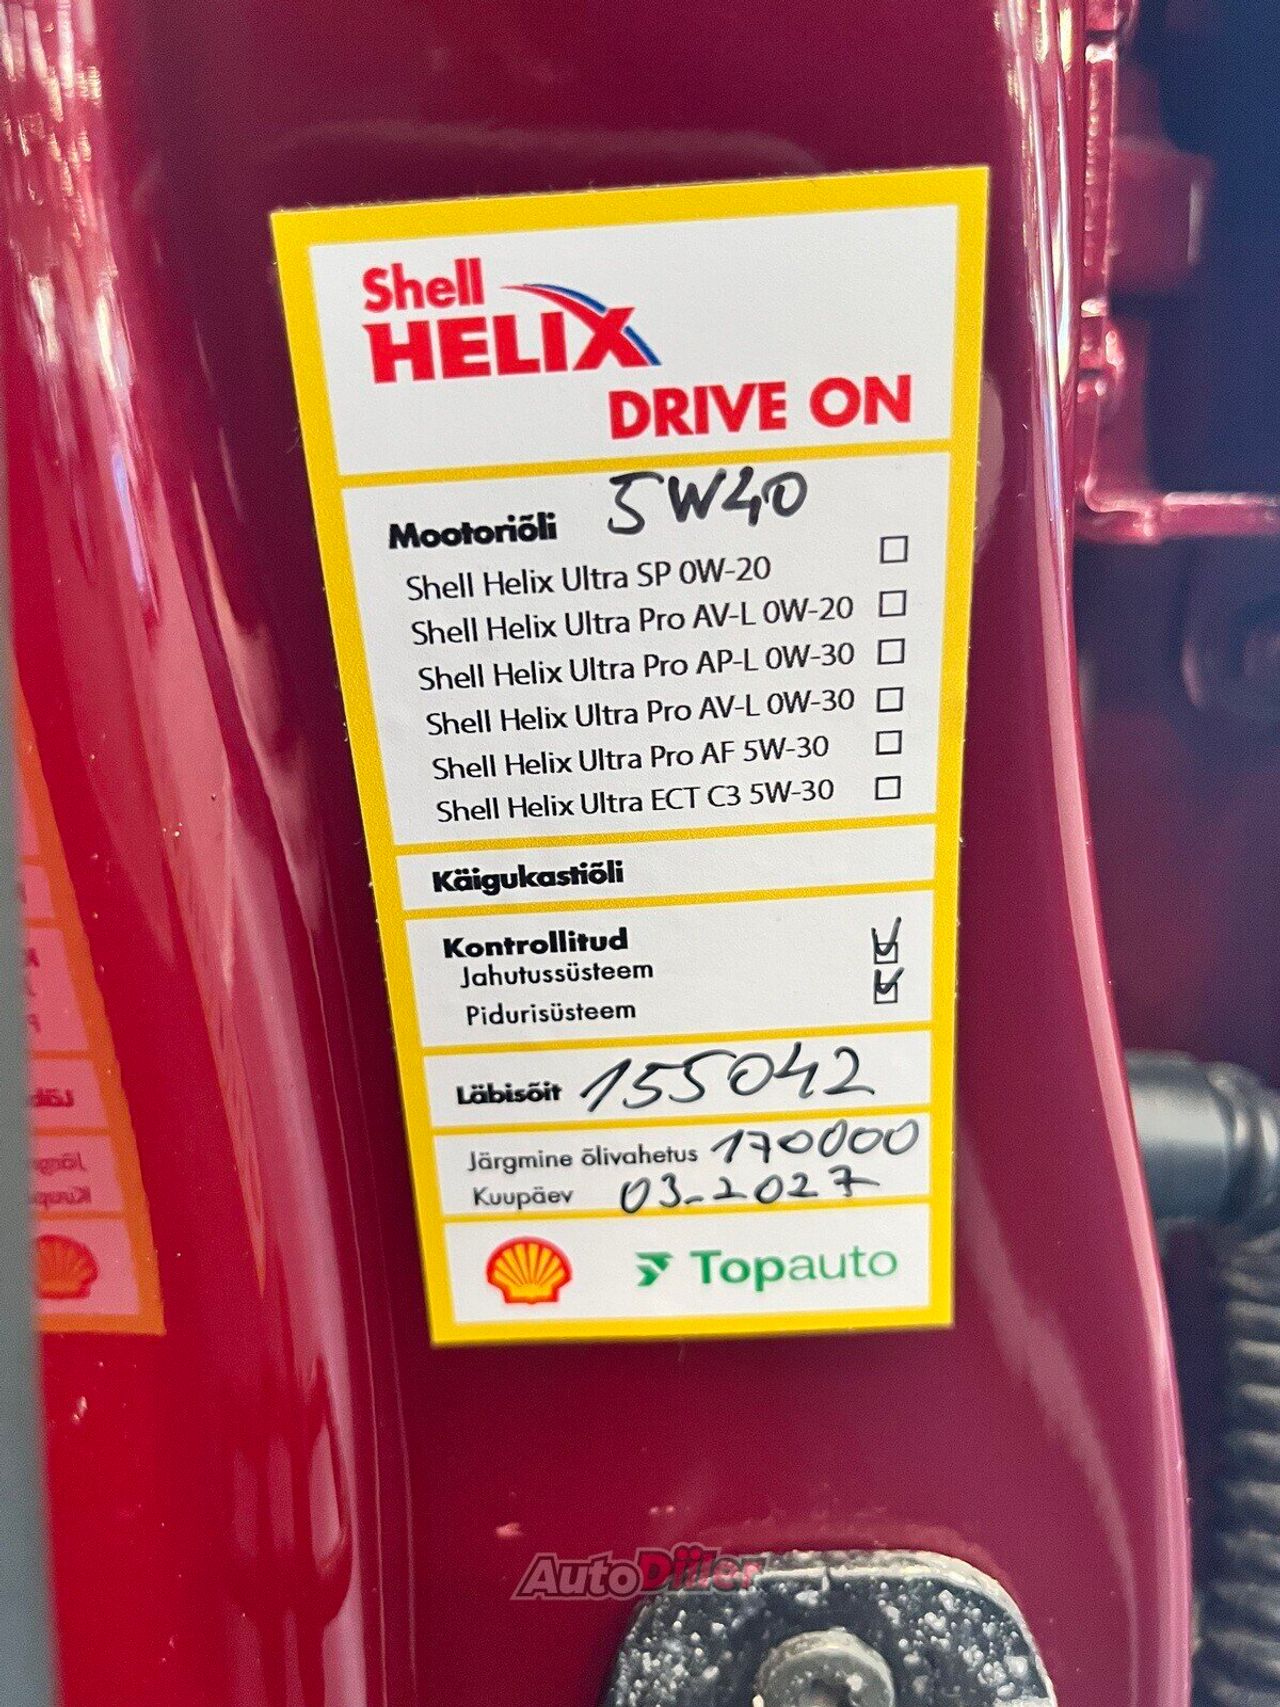 Shell
HELIX
DRIVE ON
Mootoriõli 5W40
Shell Helix Ultra SP 0W-20
Shell Helix Ultra Pro AV-L 0W-20
Shell Helix Ultra Pro AP-L 0W-30
Shell Helix Ultra Pro AV-L 0W-30
Shell Helix Ultra Pro AF 5W-30
Shell Helix Ultra ECT C3 5W-30
Käigukastiõli
Kontrollitud
Jahutussüsteem
Pidurisüsteem
Läbisõit 155042
Järgmine õlivahetus 170000
Kuupäev 03-2027
Topauto
AutoDiiler